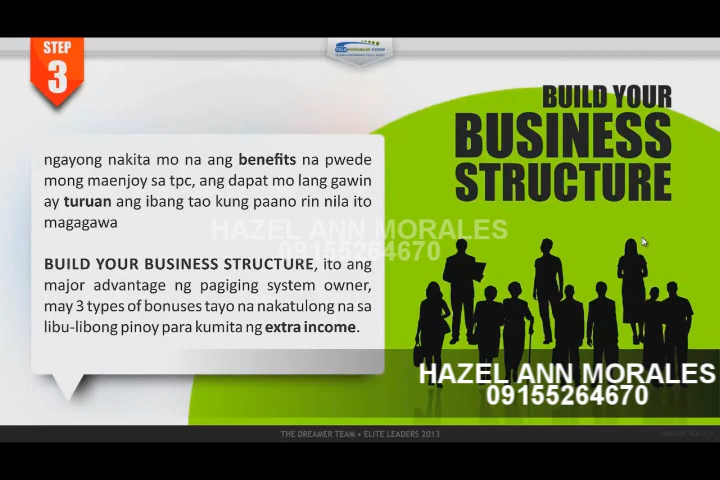 STEP
3
BUILD YOUR
BUSINESS
STRUCTURE
ngayong nakita mo na ang benefits na pwede
mong maenjoy sa tpc, ang dapat mo lang gawin
ay turuan ang ibang tao kung paano rin nila ito
magagawa
BUILD YOUR BUSINESS STRUCTURE, ito ang
major advantage ng pagiging system owner,
may 3 types of bonuses tayo na nakatulong na sa
libu-libong pinoy para kumita ng extra income.
HAZEL ANN MORALES
09155264670
HAZEL ANN MORALES
09155264670
THE DREAMER TEAM • ELITE LEADERS 2013